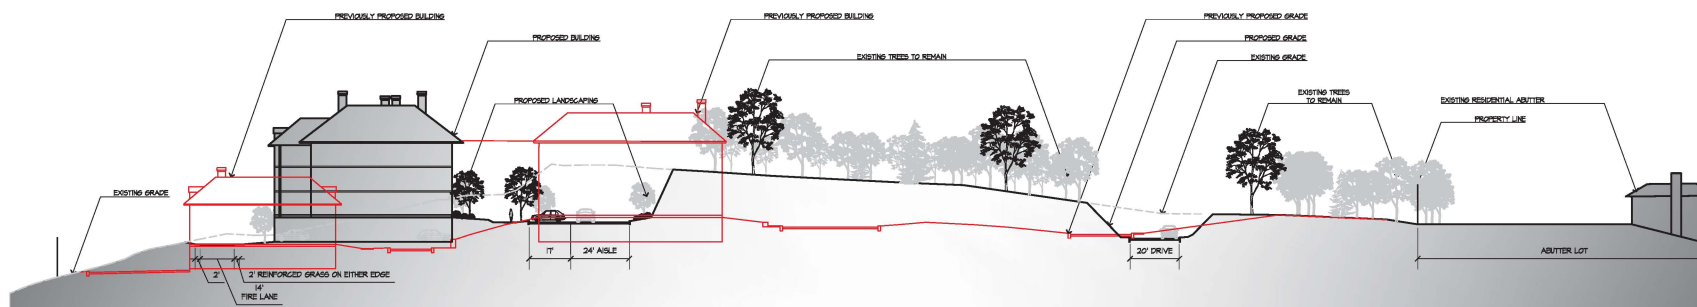 PREVIOUSLY PROPOSED BUILDING
PREVIOUSLY PROPOSED BUILDING
PREVIOUSLY PROPOSED GRADE
PROPOSED BUILDING
PROPOSED GRADE
EXISTING TREES TO REMAIN
EXISTING GRADE
PROPOSED LANDSCAPING
EXISTING TREES
TO REMAIN
EXISTING RESIDENTIAL ABUTTER
PROPERTY LINE
EXISTING GRADE
17'
24' AISLE
20' DRIVE
ABUTTER LOT
2'
2' REINFORCED GRASS ON EITHER EDGE
14'
FIRE LANE